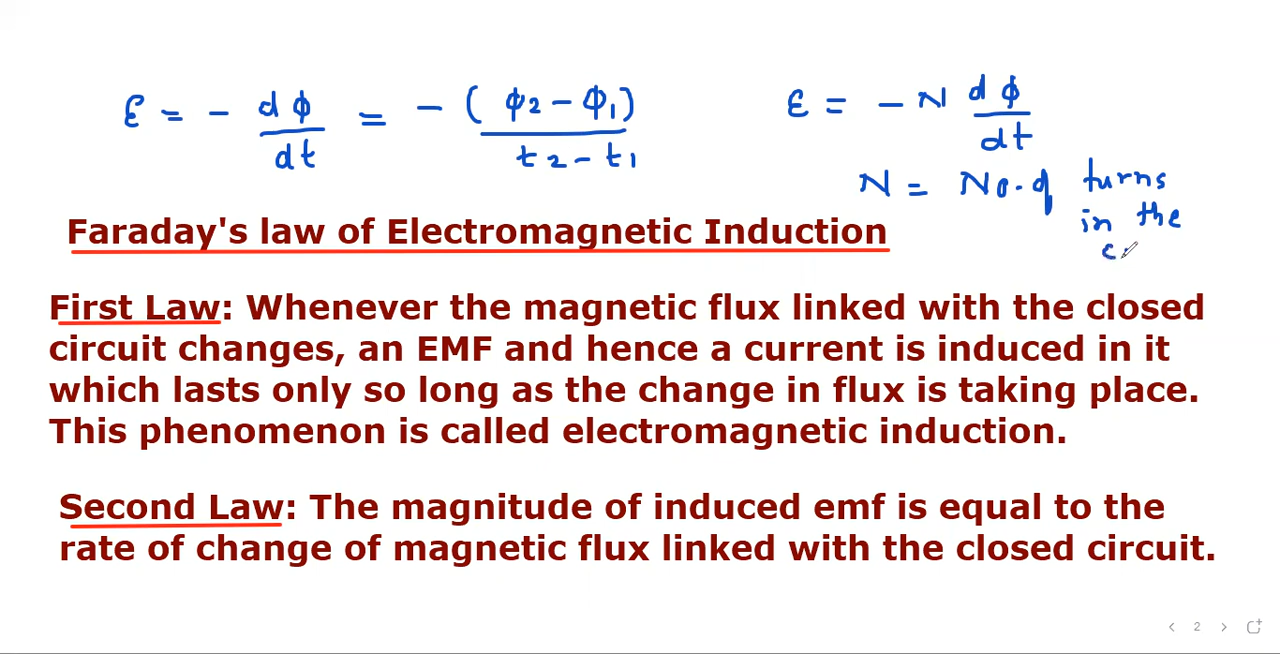 ε = - dφ/dt = - (φ2 - φ1)/t2 - t1
ε = - N dφ/dt
N = No. of turns
in the
c
Faraday's law of Electromagnetic Induction
First Law: Whenever the magnetic flux linked with the closed
circuit changes, an EMF and hence a current is induced in it
which lasts only so long as the change in flux is taking place.
This phenomenon is called electromagnetic induction.
Second Law: The magnitude of induced emf is equal to the
rate of change of magnetic flux linked with the closed circuit.
2